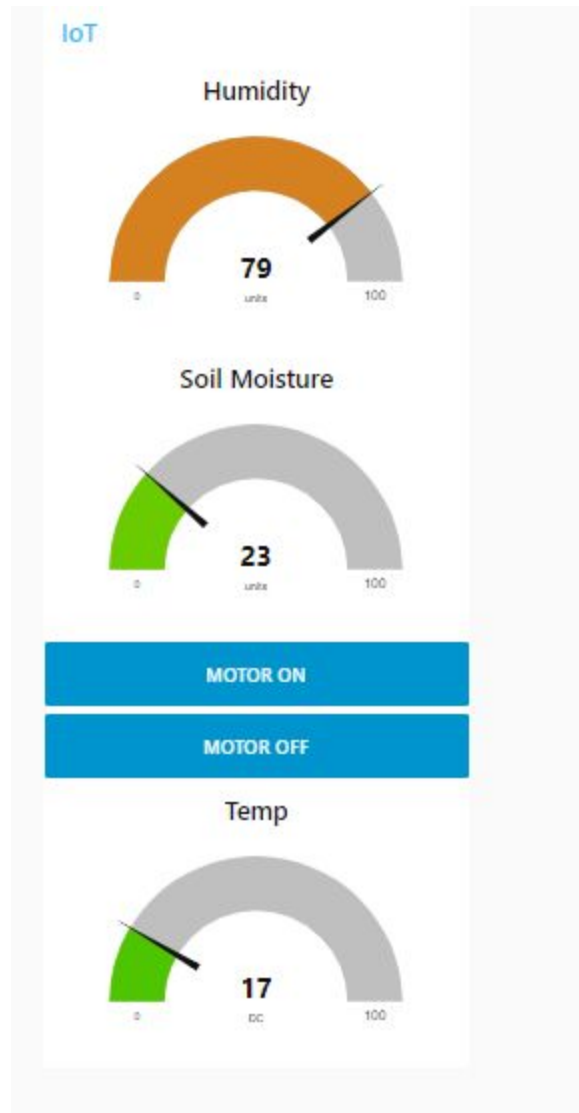 IoT
Humidity
79
0 units 100
Soil Moisture
23
0 units 100
MOTOR ON
MOTOR OFF
Temp
17
0 DC 100